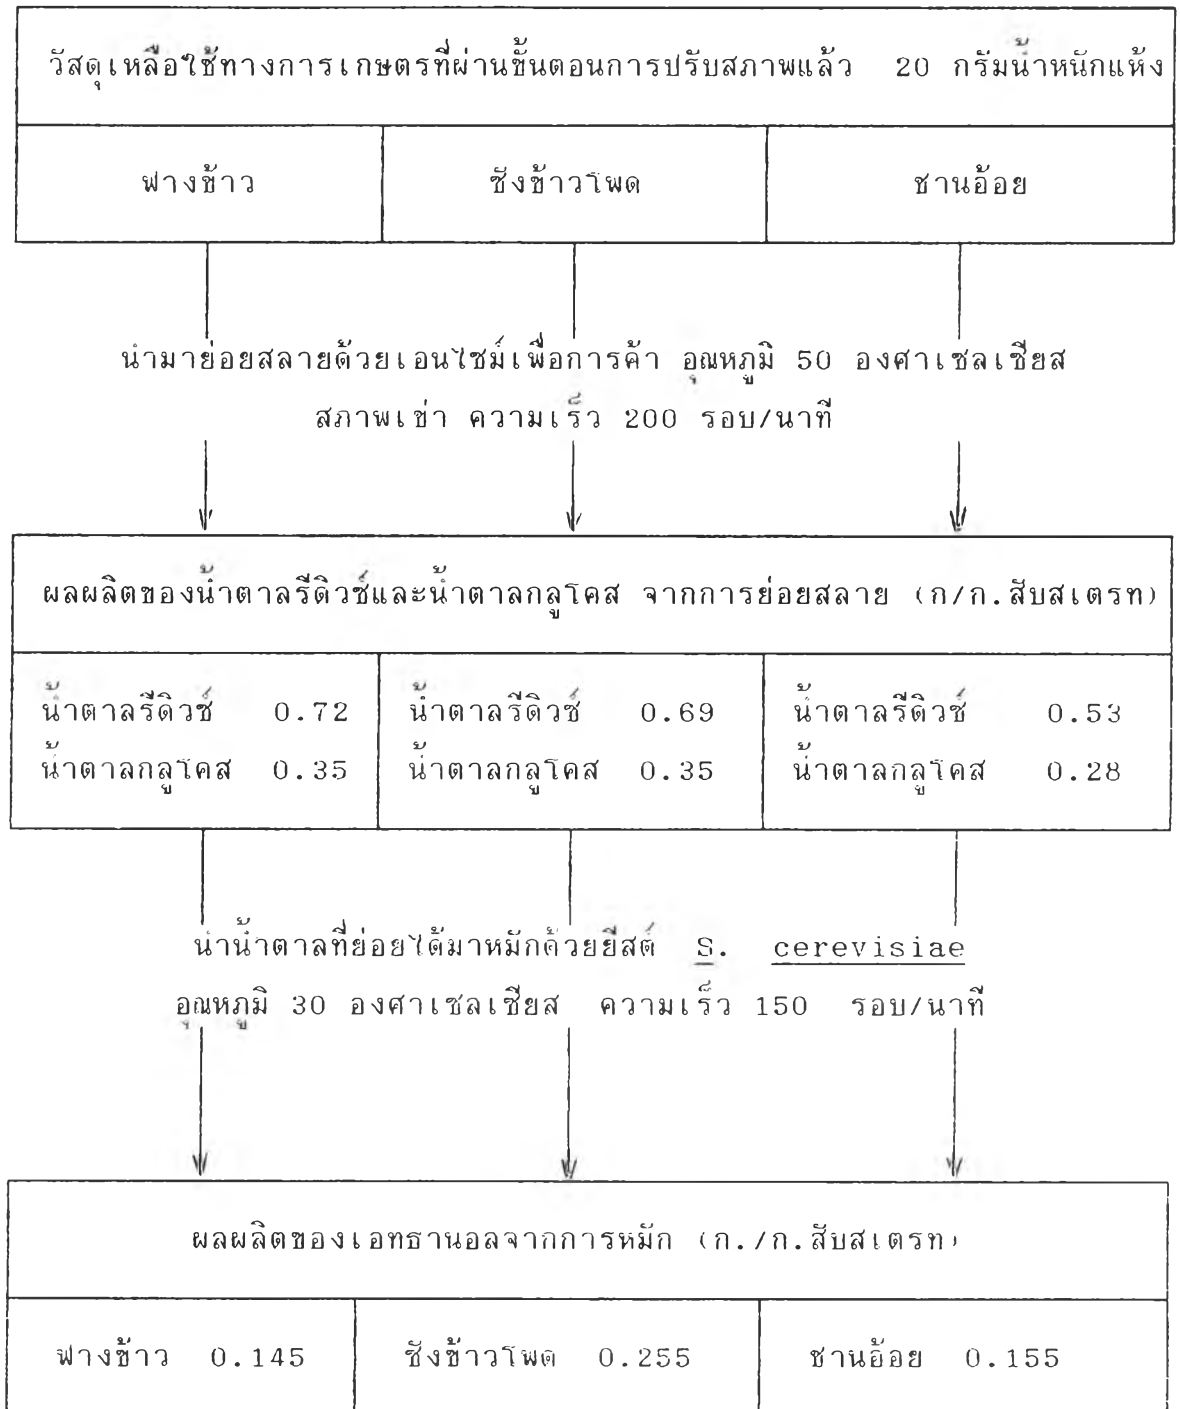 วัสดุเหลือใช้ทางการเกษตรที่ผ่านขั้นตอนการปรับสภาพแล้ว 20 กรัมน้ำหนักแห้ง
ฟางข้าว ซังข้าวโพด ชานอ้อย
นำมาย่อยสลายด้วยเอนไซม์เพื่อการค้า อุณหภูมิ 50 องศาเซลเซียส
สภาพเขย่า ความเร็ว 200 รอบ/นาที
ผลผลิตของน้ำตาลรีดิวซ์และน้ำตาลกลูโคส จากการย่อยสลาย (ก/ก.สับสเตรท)
น้ำตาลรีดิวซ์ 0.72 น้ำตาลรีดิวซ์ 0.69 น้ำตาลรีดิวซ์ 0.53
น้ำตาลกลูโคส 0.35 น้ำตาลกลูโคส 0.35 น้ำตาลกลูโคส 0.28
นำน้ำตาลที่ย่อยได้มาหมักด้วยยีสต์ S. cerevisiae
อุณหภูมิ 30 องศาเซลเซียส ความเร็ว 150 รอบ/นาที
ผลผลิตของเอทธานอลจากการหมัก (ก./ก.สับสเตรท)
ฟางข้าว 0.145 ซังข้าวโพด 0.255 ชานอ้อย 0.155